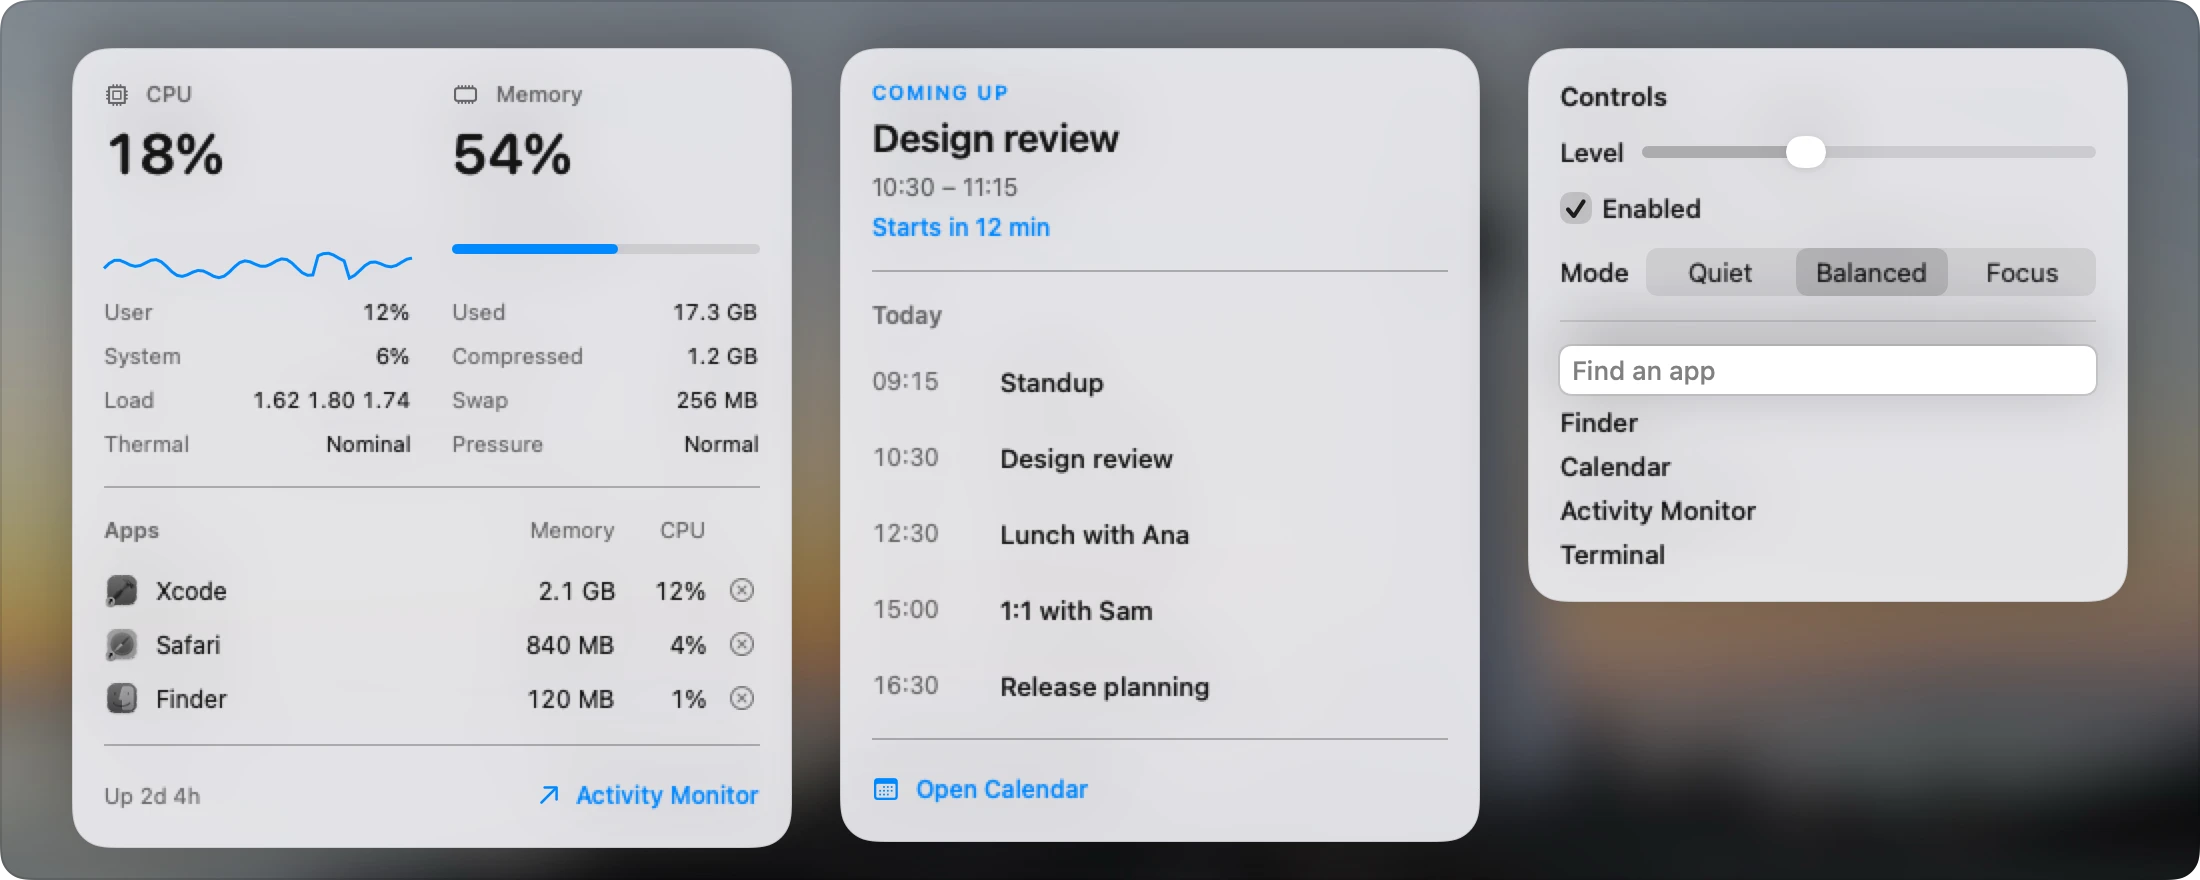 CPU
18%
Memory
54%
User 12%
System 6%
Load 1.62 1.80 1.74
Thermal Nominal
Used 17.3 GB
Compressed 1.2 GB
Swap 256 MB
Pressure Normal
Apps Memory CPU
Xcode 2.1 GB 12%
Safari 840 MB 4%
Finder 120 MB 1%
Up 2d 4h Activity Monitor
COMING UP
Design review
10:30 – 11:15
Starts in 12 min
Today
09:15 Standup
10:30 Design review
12:30 Lunch with Ana
15:00 1:1 with Sam
16:30 Release planning
Open Calendar
Controls
Level
Enabled
Mode Quiet Balanced Focus
Find an app
Finder
Calendar
Activity Monitor
Terminal